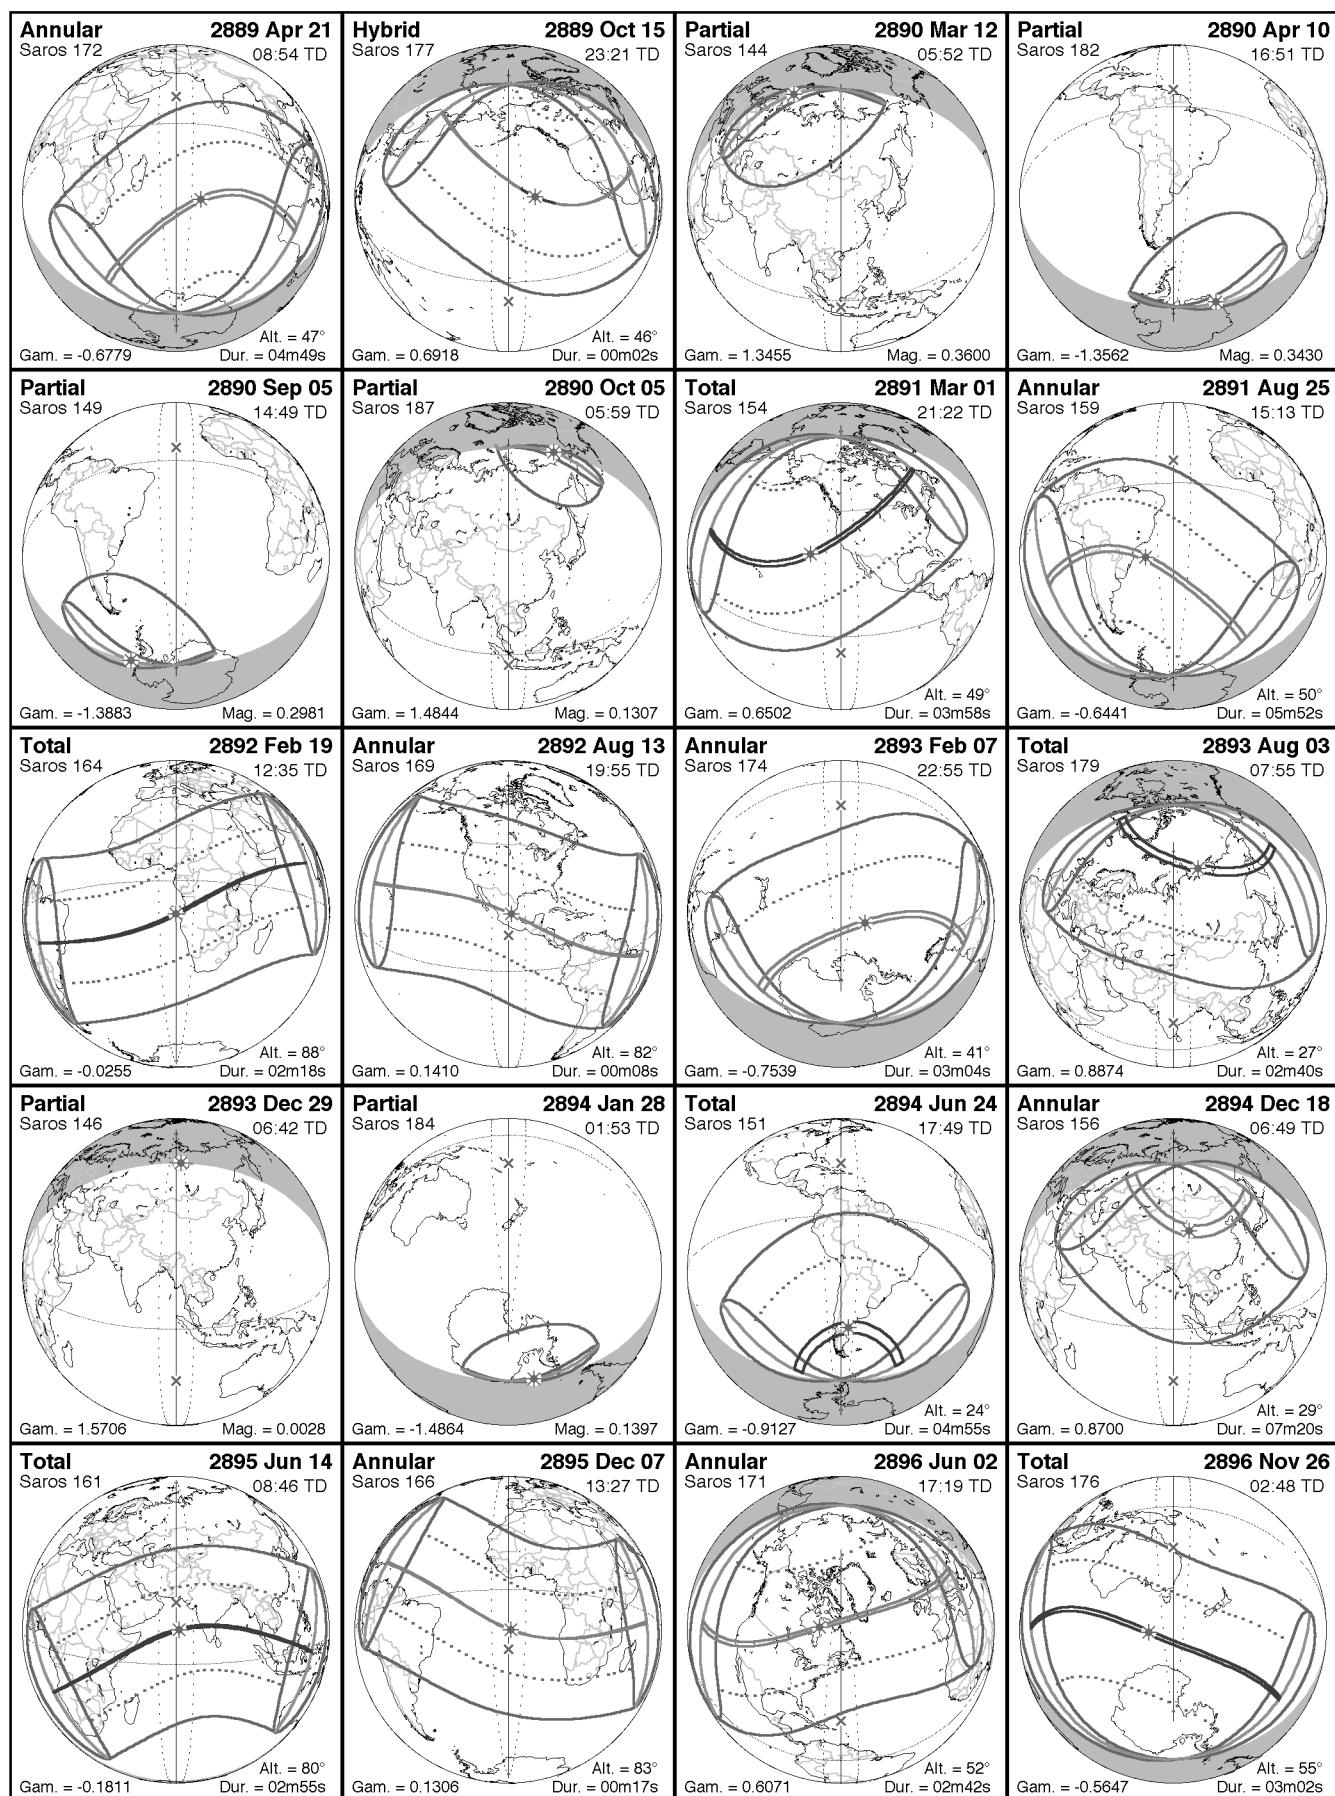 Annular 2889 Apr 21
Saros 172 08:54 TD
Alt. = 47°
Gam. = -0.6779 Dur. = 04m49s
Hybrid 2889 Oct 15
Saros 177 23:21 TD
Alt. = 46°
Gam. = 0.6918 Dur. = 00m02s
Partial 2890 Mar 12
Saros 144 05:52 TD
Gam. = 1.3455 Mag. = 0.3600
Partial 2890 Apr 10
Saros 182 16:51 TD
Gam. = -1.3562 Mag. = 0.3430
Partial 2890 Sep 05
Saros 149 14:49 TD
Gam. = -1.3883 Mag. = 0.2981
Partial 2890 Oct 05
Saros 187 05:59 TD
Gam. = 1.4844 Mag. = 0.1307
Total 2891 Mar 01
Saros 154 21:22 TD
Alt. = 49°
Gam. = 0.6502 Dur. = 03m58s
Annular 2891 Aug 25
Saros 159 15:13 TD
Alt. = 50°
Gam. = -0.6441 Dur. = 05m52s
Total 2892 Feb 19
Saros 164 12:35 TD
Alt. = 88°
Gam. = -0.0255 Dur. = 02m18s
Annular 2892 Aug 13
Saros 169 19:55 TD
Alt. = 82°
Gam. = 0.1410 Dur. = 00m08s
Annular 2893 Feb 07
Saros 174 22:55 TD
Alt. = 41°
Gam. = -0.7539 Dur. = 03m04s
Total 2893 Aug 03
Saros 179 07:55 TD
Alt. = 27°
Gam. = 0.8874 Dur. = 02m40s
Partial 2893 Dec 29
Saros 146 06:42 TD
Gam. = 1.5706 Mag. = 0.0028
Partial 2894 Jan 28
Saros 184 01:53 TD
Gam. = -1.4864 Mag. = 0.1397
Total 2894 Jun 24
Saros 151 17:49 TD
Alt. = 24°
Gam. = -0.9127 Dur. = 04m55s
Annular 2894 Dec 18
Saros 156 06:49 TD
Alt. = 29°
Gam. = 0.8700 Dur. = 07m20s
Total 2895 Jun 14
Saros 161 08:46 TD
Alt. = 80°
Gam. = -0.1811 Dur. = 02m55s
Annular 2895 Dec 07
Saros 166 13:27 TD
Alt. = 83°
Gam. = 0.1306 Dur. = 00m17s
Annular 2896 Jun 02
Saros 171 17:19 TD
Alt. = 52°
Gam. = 0.6071 Dur. = 02m42s
Total 2896 Nov 26
Saros 176 02:48 TD
Alt. = 55°
Gam. = -0.5647 Dur. = 03m02s